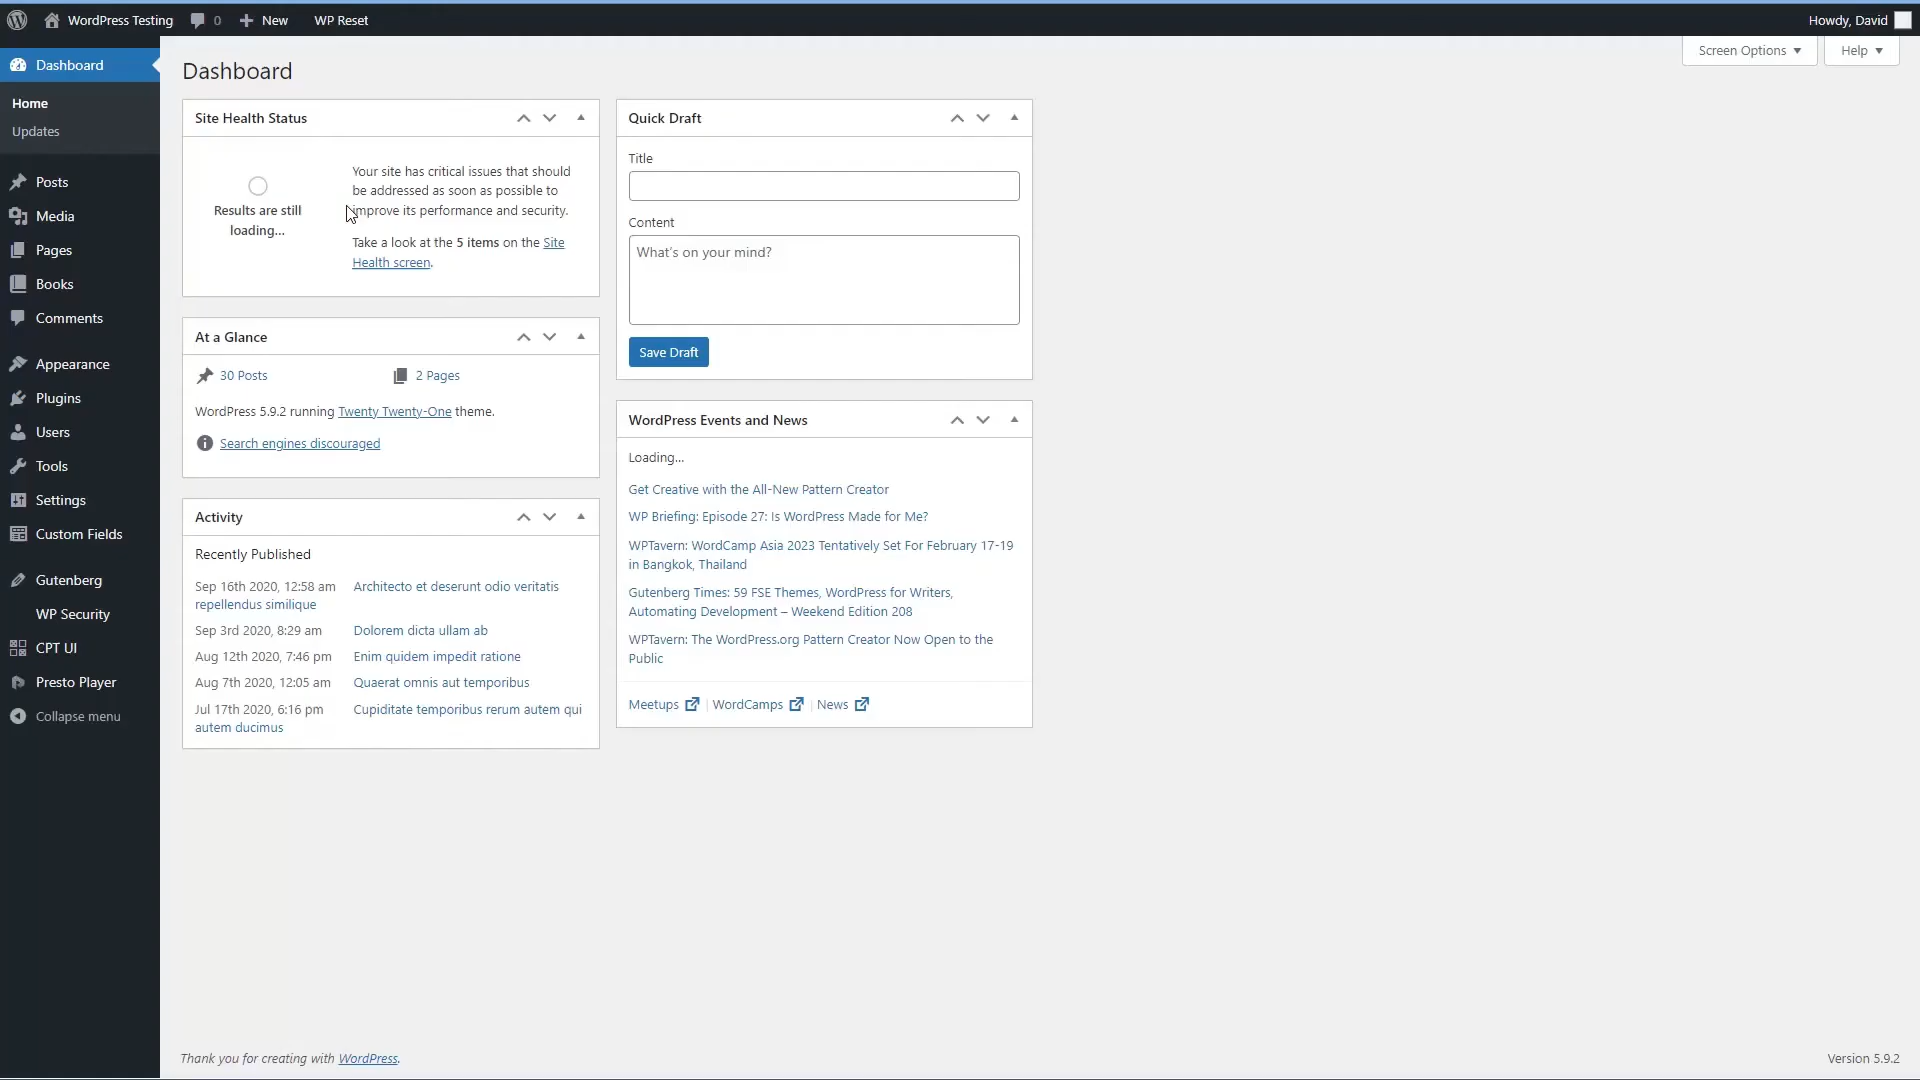 WordPress Testing 0 New WP Reset Howdy, David
Screen Options Help
Dashboard
Home
Updates
Posts
Media
Pages
Books
Comments
Appearance
Plugins
Users
Tools
Settings
Custom Fields
Gutenberg
WP Security
CPT UI
Presto Player
Collapse menu
Dashboard
Site Health Status
Results are still
loading...
Your site has critical issues that should
be addressed as soon as possible to
improve its performance and security.
Take a look at the 5 items on the Site
Health screen.
At a Glance
30 Posts 2 Pages
WordPress 5.9.2 running Twenty Twenty-One theme.
Search engines discouraged
Activity
Recently Published
Sep 16th 2020, 12:58 am Architecto et deserunt odio veritatis
repellendus similique
Sep 3rd 2020, 8:29 am Dolorem dicta ullam ab
Aug 12th 2020, 7:46 pm Enim quidem impedit ratione
Aug 7th 2020, 12:05 am Quaerat omnis aut temporibus
Jul 17th 2020, 6:16 pm Cupiditate temporibus rerum autem qui
autem ducimus
Quick Draft
Title
Content
What's on your mind?
Save Draft
WordPress Events and News
Loading...
Get Creative with the All-New Pattern Creator
WP Briefing: Episode 27: Is WordPress Made for Me?
WPTavern: WordCamp Asia 2023 Tentatively Set For February 17-19
in Bangkok, Thailand
Gutenberg Times: 59 FSE Themes, WordPress for Writers,
Automating Development – Weekend Edition 208
WPTavern: The WordPress.org Pattern Creator Now Open to the
Public
Meetups | WordCamps | News
Thank you for creating with WordPress. Version 5.9.2